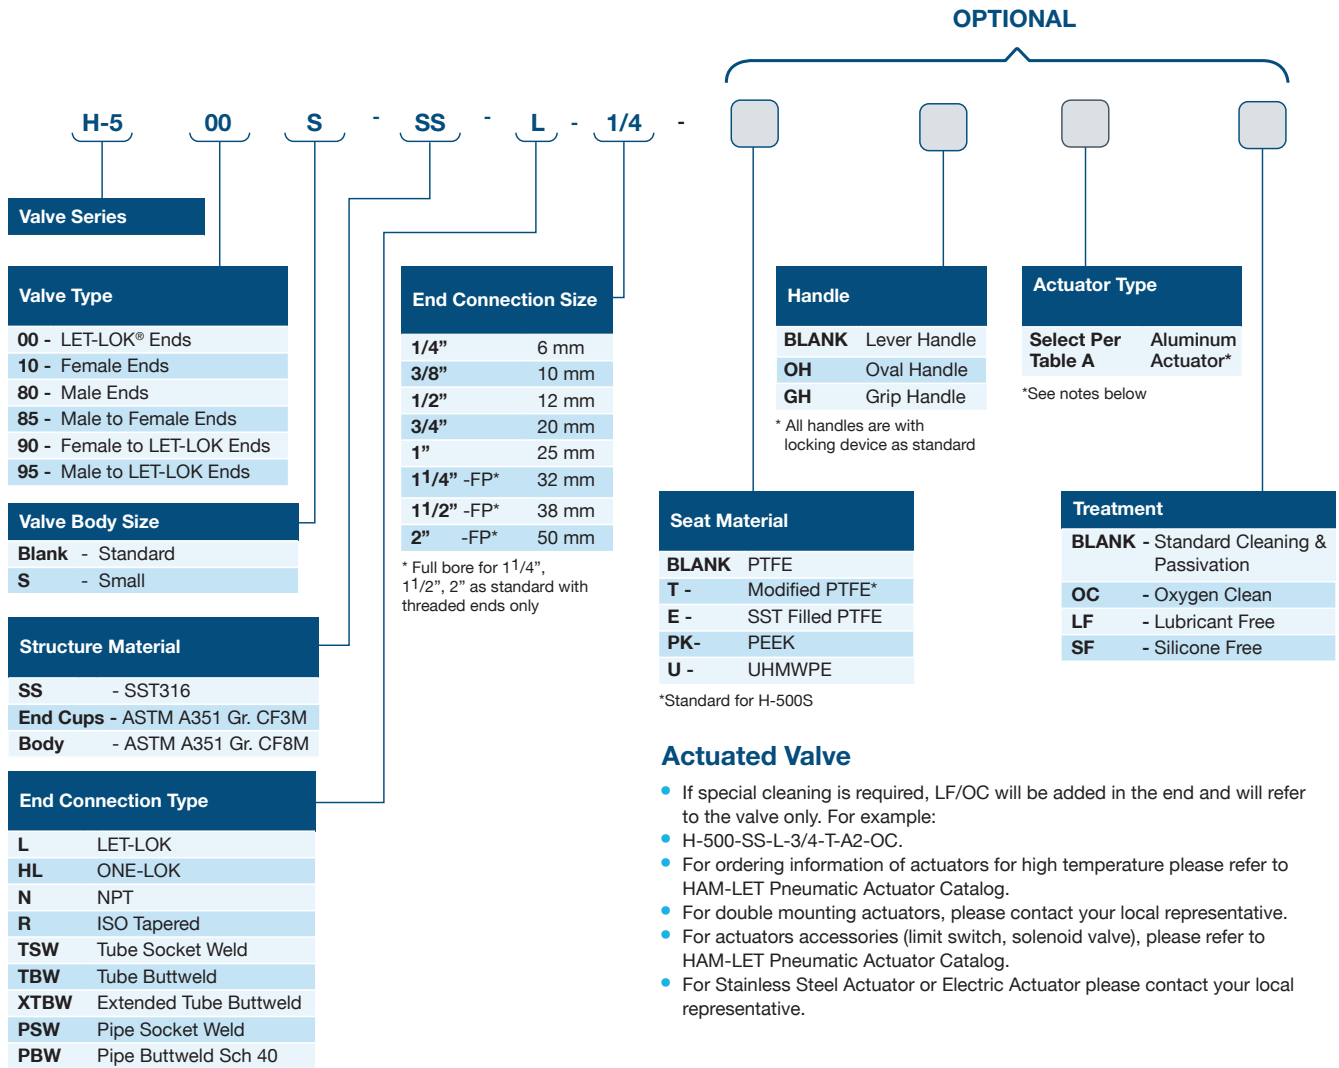 OPTIONAL
H-5 00 S - SS - L - 1/4 -
Valve Series
Valve Type
00 - LET-LOK® Ends
10 - Female Ends
80 - Male Ends
85 - Male to Female Ends
90 - Female to LET-LOK Ends
95 - Male to LET-LOK Ends
Valve Body Size
Blank - Standard
S - Small
Structure Material
SS - SST316
End Cups - ASTM A351 Gr. CF3M
Body - ASTM A351 Gr. CF8M
End Connection Type
L LET-LOK
HL ONE-LOK
N NPT
R ISO Tapered
TSW Tube Socket Weld
TBW Tube Buttweld
XTBW Extended Tube Buttweld
PSW Pipe Socket Weld
PBW Pipe Buttweld Sch 40
End Connection Size
1/4” 6 mm
3/8” 10 mm
1/2” 12 mm
3/4” 20 mm
1” 25 mm
11/4” -FP* 32 mm
11/2” -FP* 38 mm
2” -FP* 50 mm
* Full bore for 11/4”,
11/2”, 2” as standard with
threaded ends only
Handle
BLANK Lever Handle
OH Oval Handle
GH Grip Handle
* All handles are with
locking device as standard
Actuator Type
Select Per Aluminum
Table A Actuator*
*See notes below
Seat Material
BLANK PTFE
T - Modified PTFE*
E - SST Filled PTFE
PK- PEEK
U - UHMWPE
*Standard for H-500S
Treatment
BLANK - Standard Cleaning &
Passivation
OC - Oxygen Clean
LF - Lubricant Free
SF - Silicone Free
Actuated Valve
• If special cleaning is required, LF/OC will be added in the end and will refer
to the valve only. For example:
• H-500-SS-L-3/4-T-A2-OC.
• For ordering information of actuators for high temperature please refer to
HAM-LET Pneumatic Actuator Catalog.
• For double mounting actuators, please contact your local representative.
• For actuators accessories (limit switch, solenoid valve), please refer to
HAM-LET Pneumatic Actuator Catalog.
• For Stainless Steel Actuator or Electric Actuator please contact your local
representative.